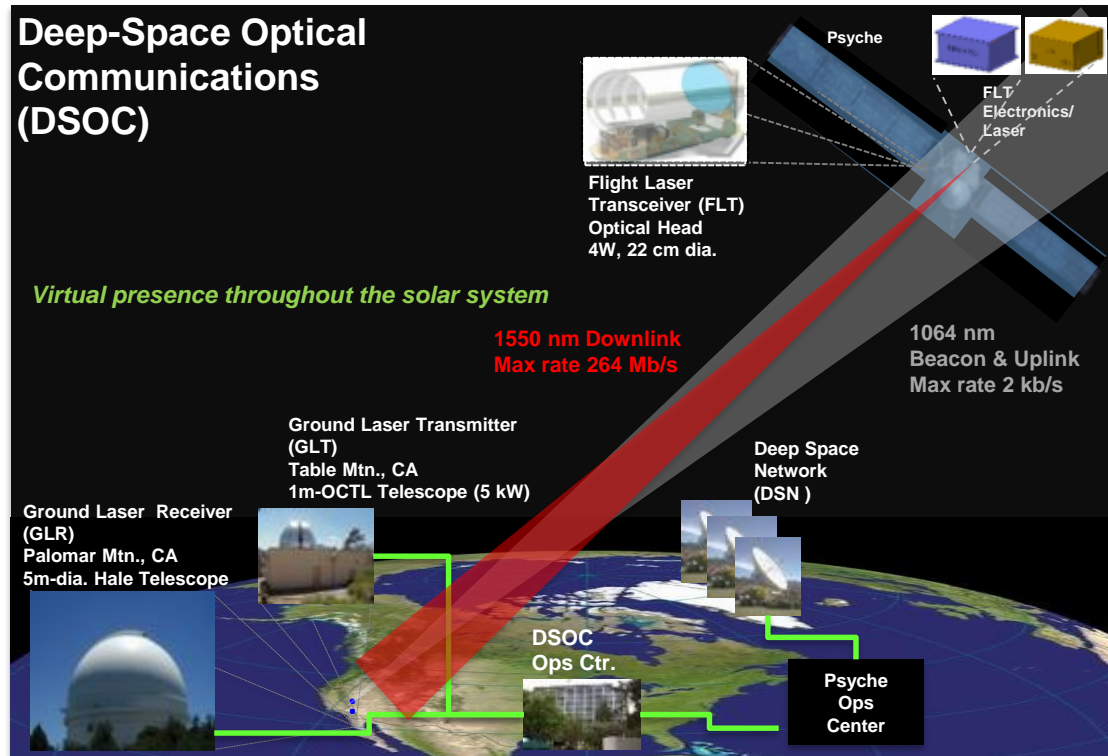 Deep-Space Optical
Communications
(DSOC)
Psyche
FLT
Electronics/
Laser
Flight Laser
Transceiver (FLT)
Optical Head
4W, 22 cm dia.
Virtual presence throughout the solar system
1550 nm Downlink
Max rate 264 Mb/s
1064 nm
Beacon & Uplink
Max rate 2 kb/s
Ground Laser Transmitter
(GLT)
Table Mtn., CA
1m-OCTL Telescope (5 kW)
Deep Space
Network
(DSN )
Ground Laser  Receiver
(GLR)
Palomar Mtn., CA
5m-dia. Hale Telescope
DSOC
Ops Ctr.
Psyche
Ops
Center